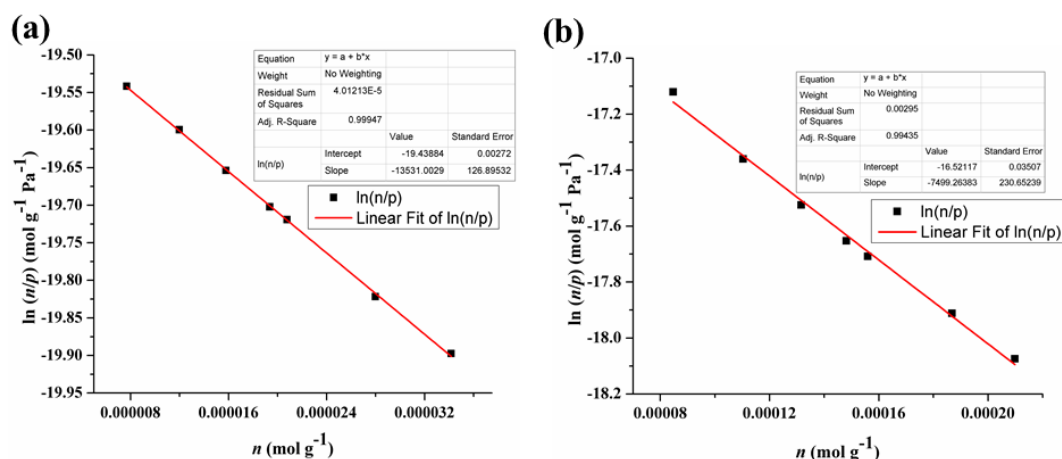 (a)
-19.50
-19.55
-19.60
-19.65
-19.70
-19.75
-19.80
-19.85
-19.90
-19.95
ln (n/p) (mol g⁻¹ Pa⁻¹)
0.000008
0.000016
0.000024
0.000032
n (mol g⁻¹)
Equation y = a + b*x
Weight No Weighting
Residual Sum of Squares 4.01213E-5
Adj. R-Square 0.99947
Value Standard Error
ln(n/p) Intercept -19.43884 0.00272
Slope -13531.0029 126.89532
ln(n/p)
Linear Fit of ln(n/p)
(b)
-17.0
-17.2
-17.4
-17.6
-17.8
-18.0
-18.2
ln (n/p) (mol g⁻¹ Pa⁻¹)
0.00008
0.00012
0.00016
0.00020
n (mol g⁻¹)
Equation y = a + b*x
Weight No Weighting
Residual Sum of Squares 0.00295
Adj. R-Square 0.99435
Value Standard Error
ln(n/p) Intercept -16.52117 0.03507
Slope -7499.26383 230.65239
ln(n/p)
Linear Fit of ln(n/p)